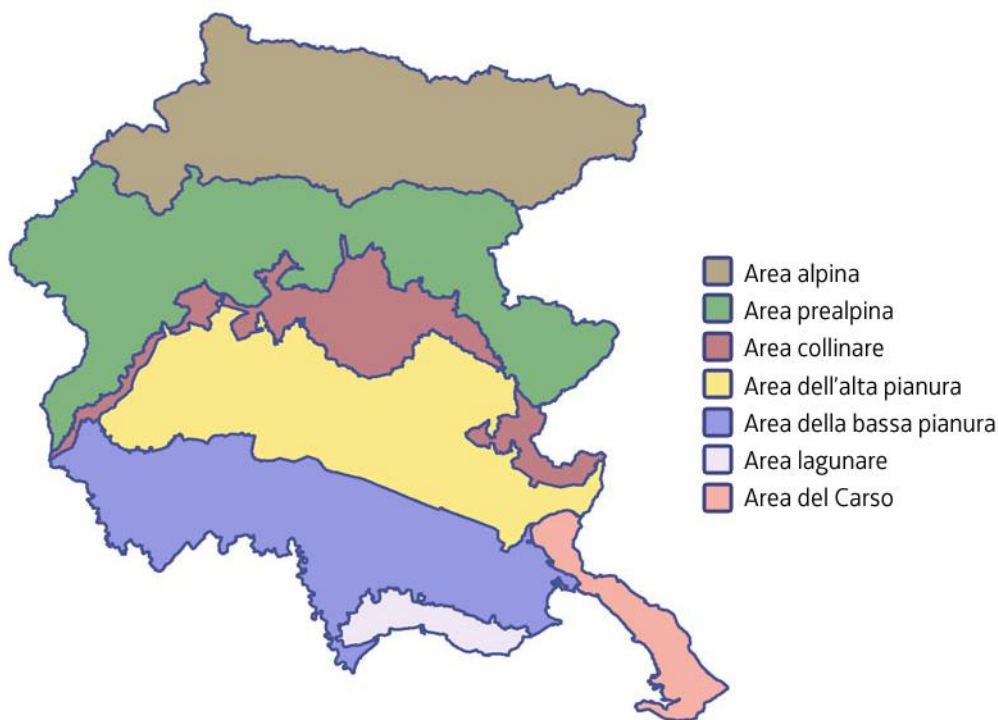 Area alpina
Area prealpina
Area collinare
Area dell'alta pianura
Area della bassa pianura
Area lagunare
Area del Carso